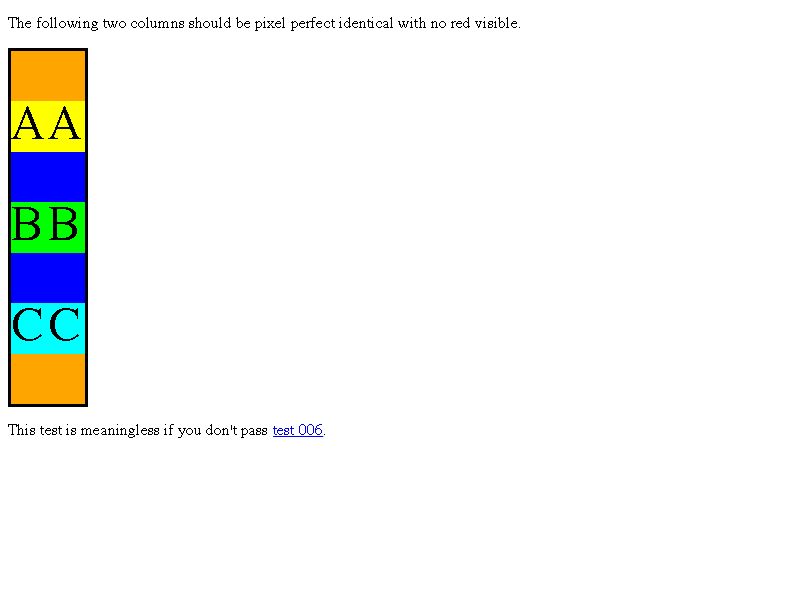 The following two columns should be pixel perfect identical with no red visible.
AA
BB
CC
This test is meaningless if you don't pass test 006.